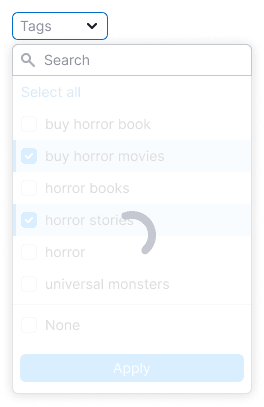 Tags
Search
Select all
buy horror book
buy horror movies
horror books
horror stories
horror
universal monsters
None
Apply